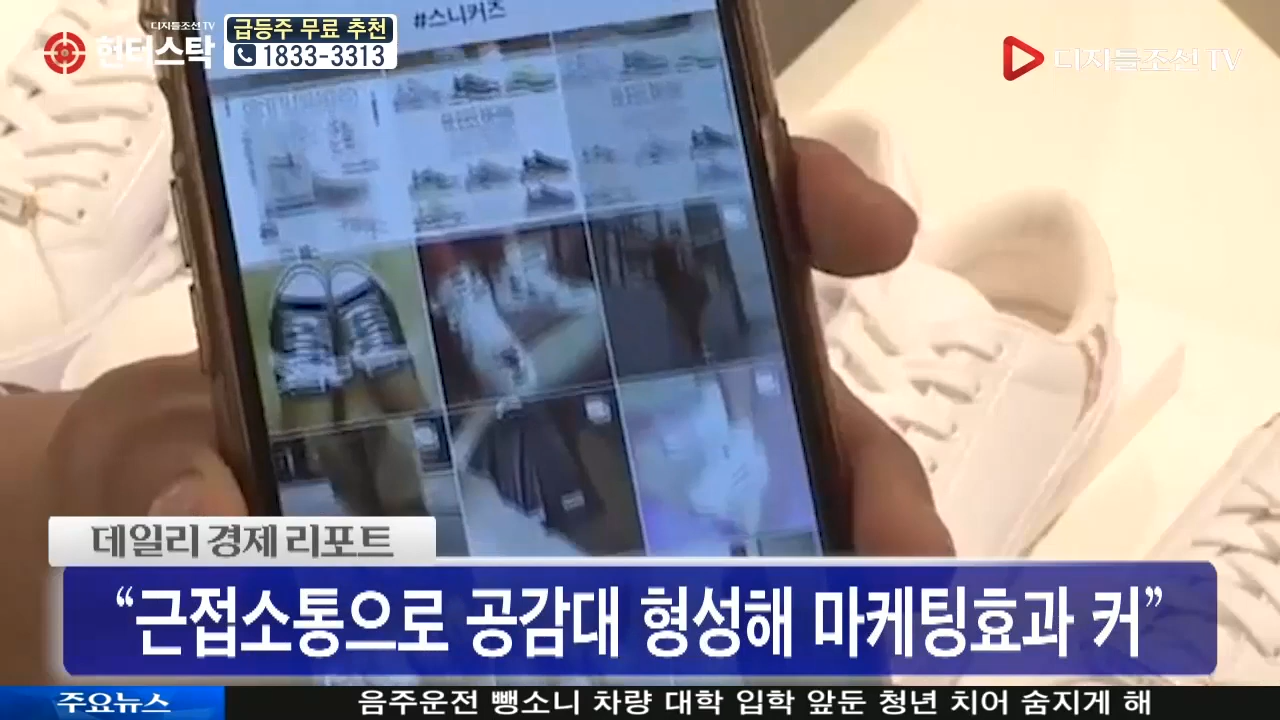 #스니커즈
디지틀조선TV
헌터스탁
급등주 무료 추천
1833-3313
디지틀조선TV
데일리 경제 리포트
“근접소통으로 공감대 형성해 마케팅효과 커”
주요뉴스
음주운전 뺑소니 차량 대학 입학 앞둔 청년 치어 숨지게 해